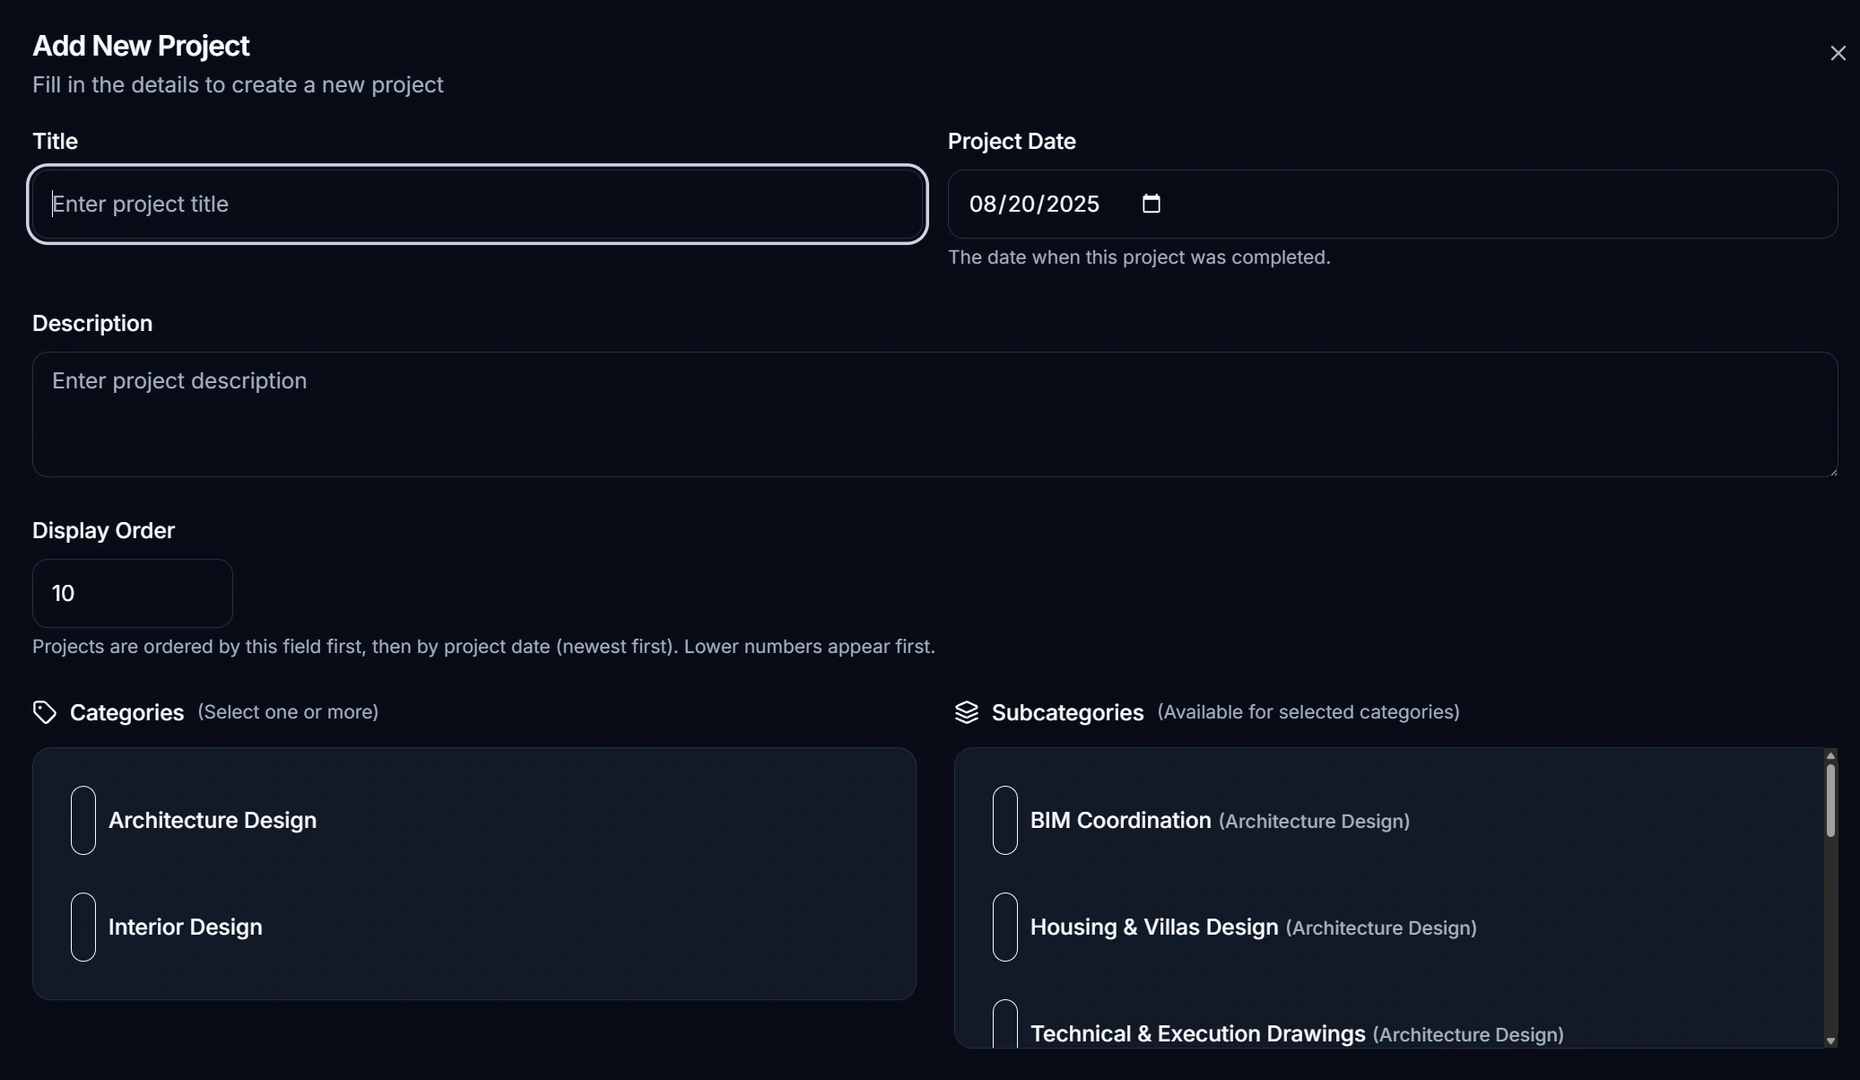 Add New Project
Fill in the details to create a new project
Title
Enter project title
Project Date
08/20/2025
The date when this project was completed.
Description
Enter project description
Display Order
10
Projects are ordered by this field first, then by project date (newest first). Lower numbers appear first.
Categories (Select one or more)
Architecture Design
Interior Design
Subcategories (Available for selected categories)
BIM Coordination (Architecture Design)
Housing & Villas Design (Architecture Design)
Technical & Execution Drawings (Architecture Design)